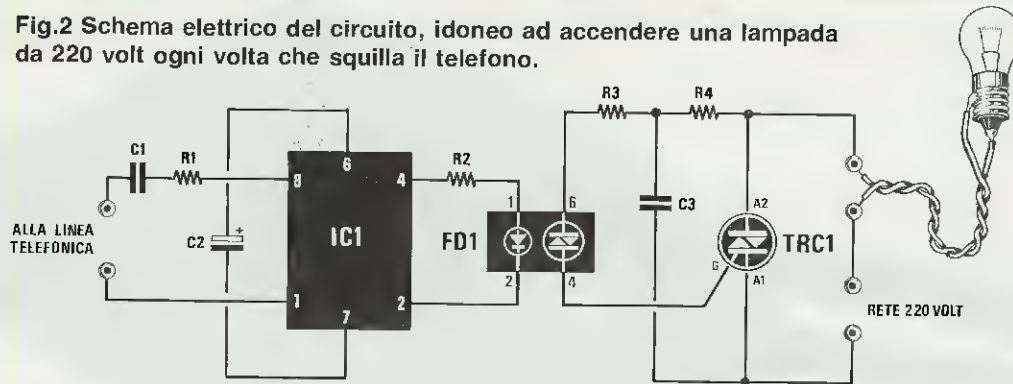 Fig.2 Schema elettrico del circuito, idoneo ad accendere una lampada
da 220 volt ogni volta che squilla il telefono.
C1
R1
ALLA LINEA
TELEFONICA
C2
+
8
6
4
IC1
1
7
2
R2
1
FD1
2
6
4
R3
R4
C3
A2
G
TRC1
A1
RETE 220 VOLT